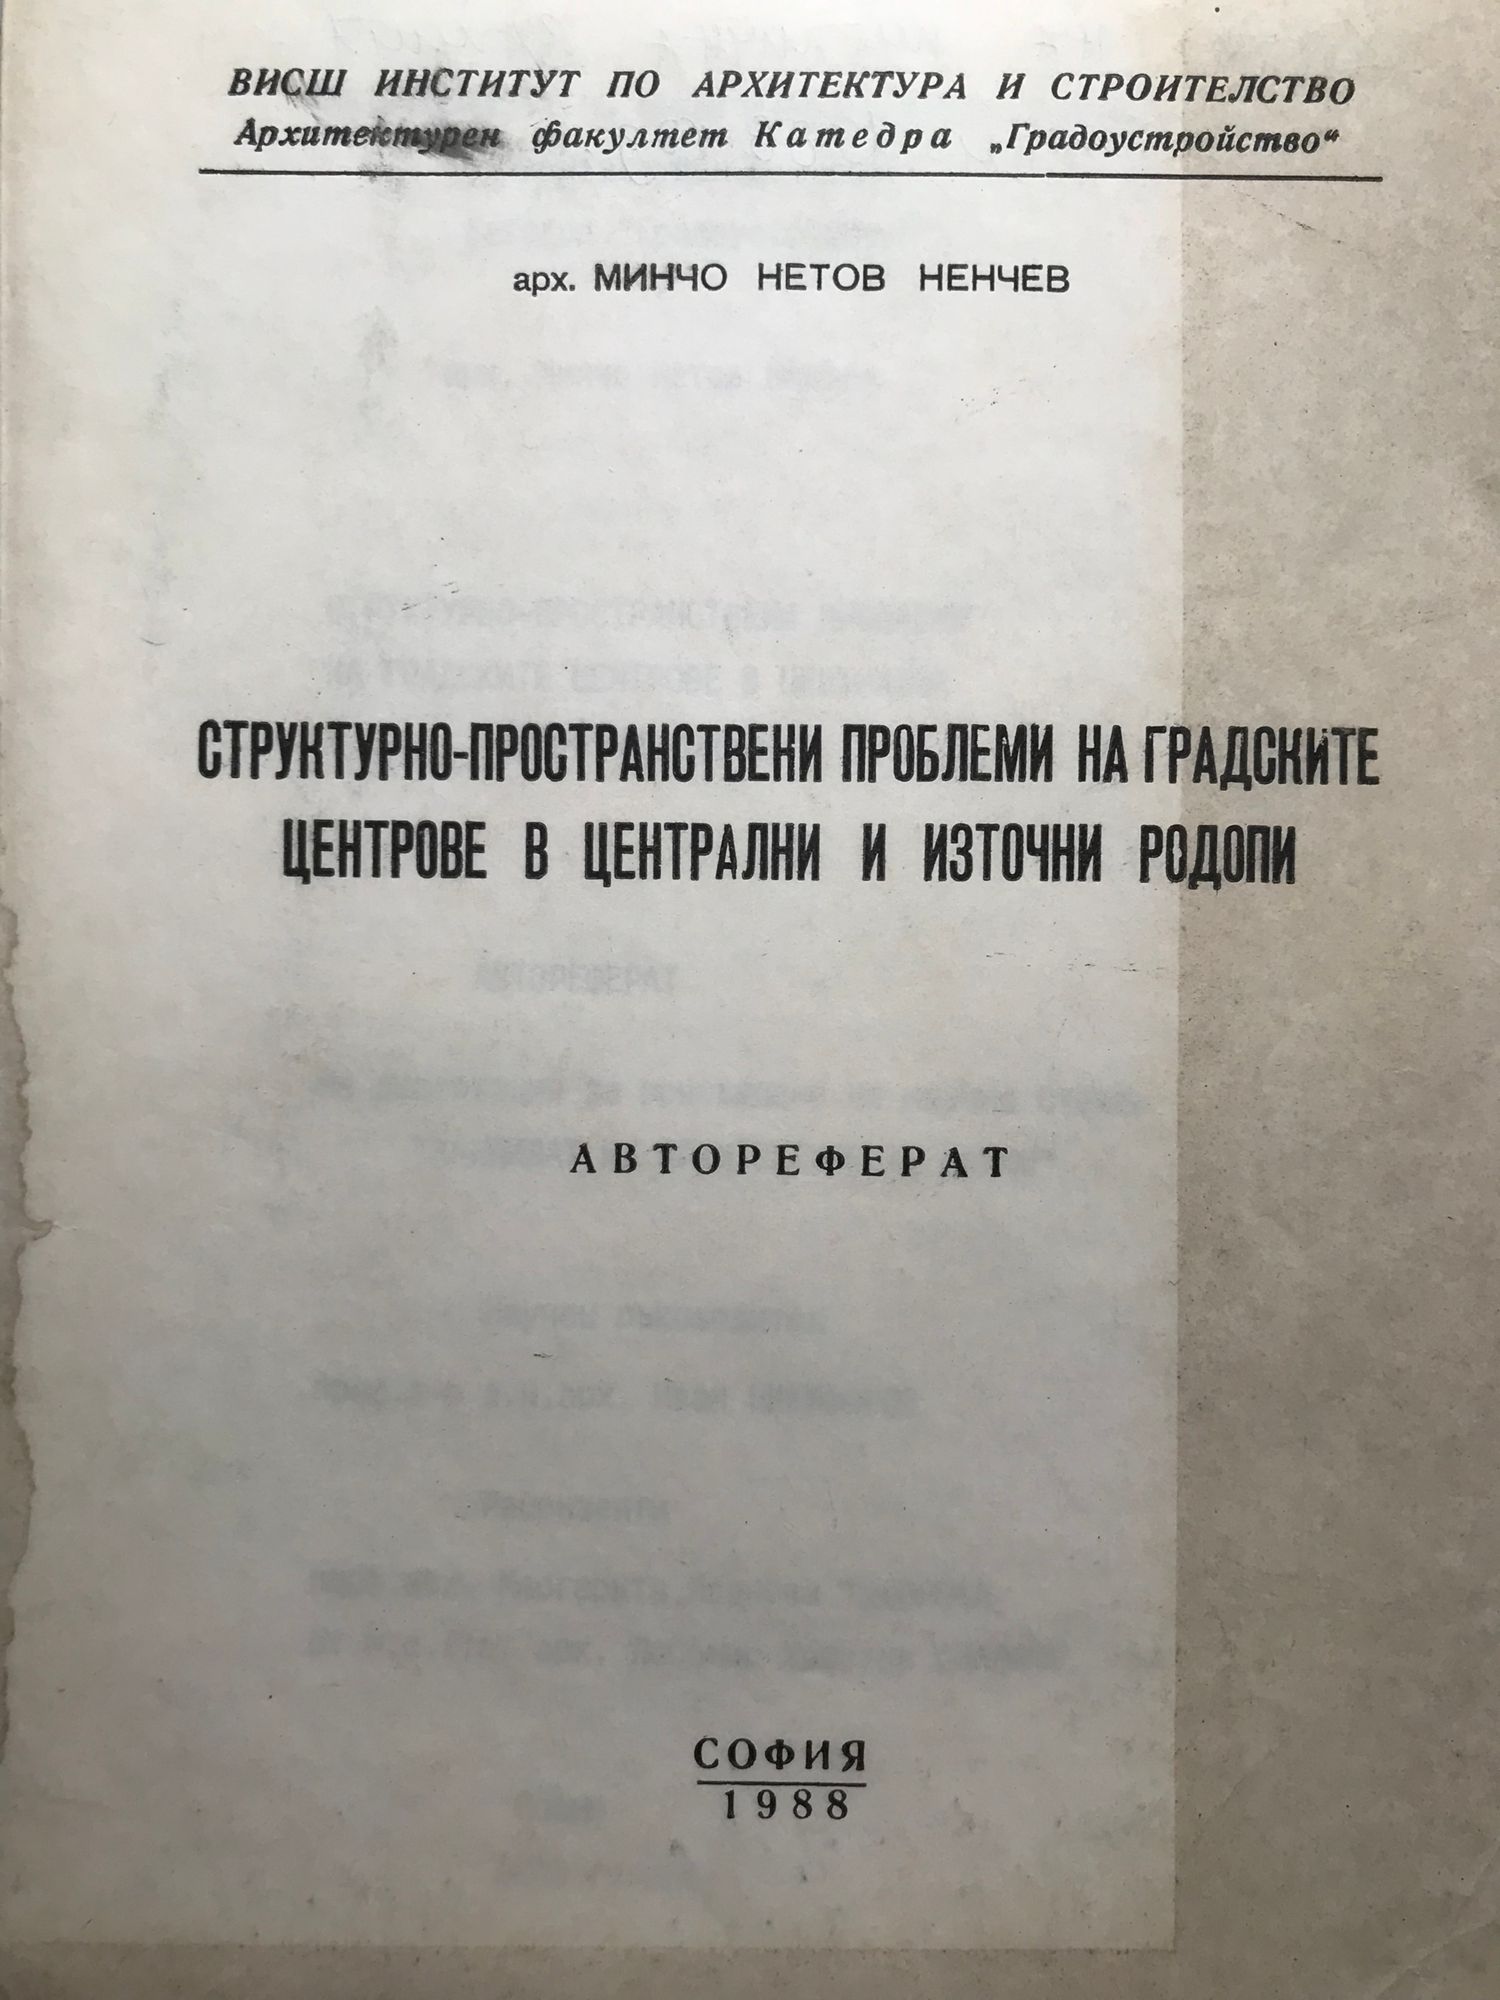 ВИСШ ИНСТИТУТ ПО АРХИТЕКТУРА И СТРОИТЕЛСТВО
Архитектурен факултет Катедра „Градоустройство“
арх. МИНЧО НЕТОВ НЕНЧЕВ
СТРУКТУРНО-ПРОСТРАНСТВЕНИ ПРОБЛЕМИ НА ГРАДСКИТЕ
ЦЕНТРОВЕ В ЦЕНТРАЛНИ И ИЗТОЧНИ РОДОПИ
АВТОРЕФЕРАТ
СОФИЯ
1988